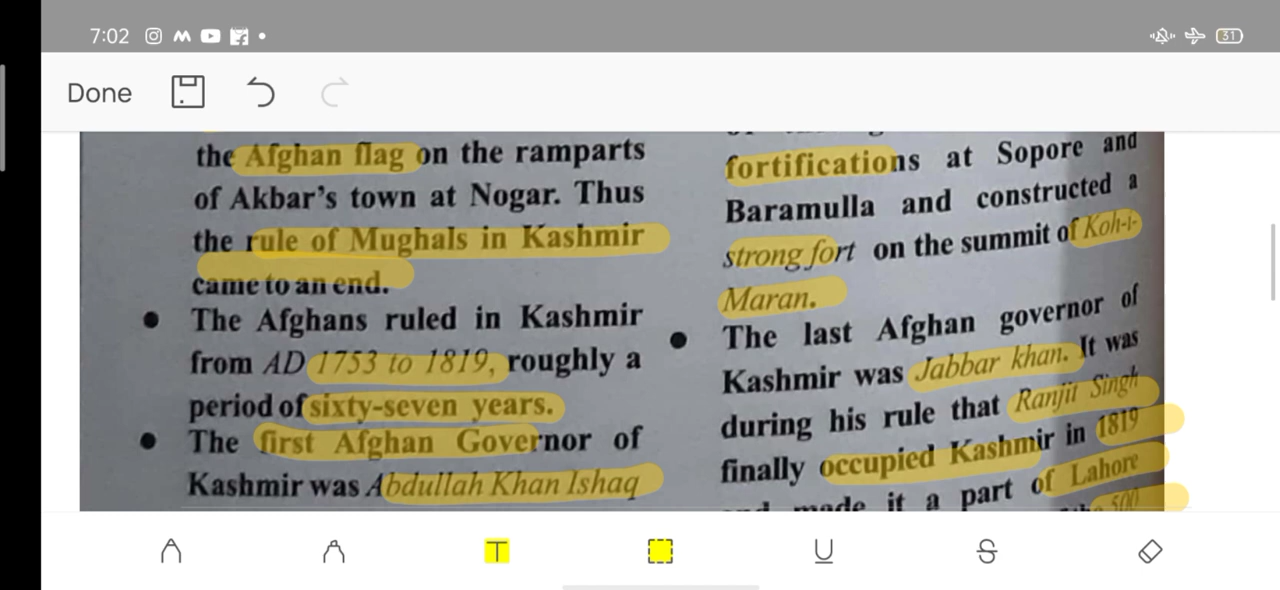 7:02
31
Done
the Afghan flag on the ramparts
of Akbar's town at Nogar. Thus
the rule of Mughals in Kashmir
came to an end.
● The Afghans ruled in Kashmir
from AD 1753 to 1819, roughly a
period of sixty-seven years.
● The first Afghan Governor of
Kashmir was Abdullah Khan Ishaq
fortifications at Sopore and
Baramulla and constructed a
strong fort on the summit of Koh-i-
Maran.
● The last Afghan governor of
Kashmir was Jabbar khan. It was
during his rule that Ranjit Singh
finally occupied Kashmir in 1819
made it a part of Lahore
500
T
U
S